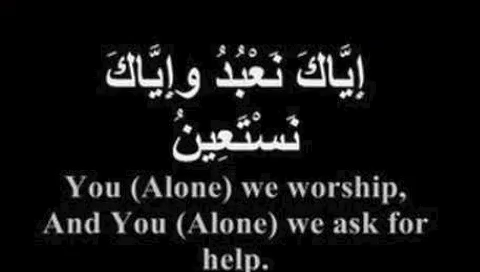 إِيَّاكَ نَعْبُدُ وإِيَّاكَ
نَسْتَعِينُ
You (Alone) we worship,
And You (Alone) we ask for
help.